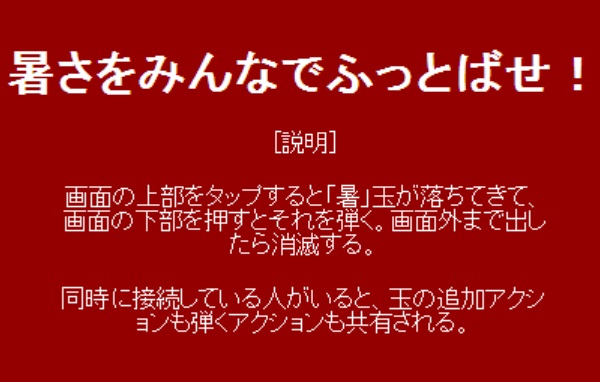 暑さをみんなでふっとばせ！
[説明]
画面の上部をタップすると「暑」玉が落ちてきて、
画面の下部を押すとそれを弾く。画面外まで出し
たら消滅する。
同時に接続している人がいると、玉の追加アクシ
ョンも弾くアクションも共有される。